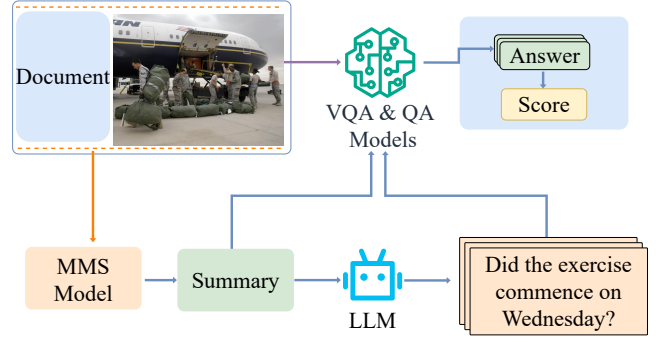 Document
VQA & QA
Models
Answer
Score
MMS
Model
Summary
LLM
Did the exercise
commence on
Wednesday?